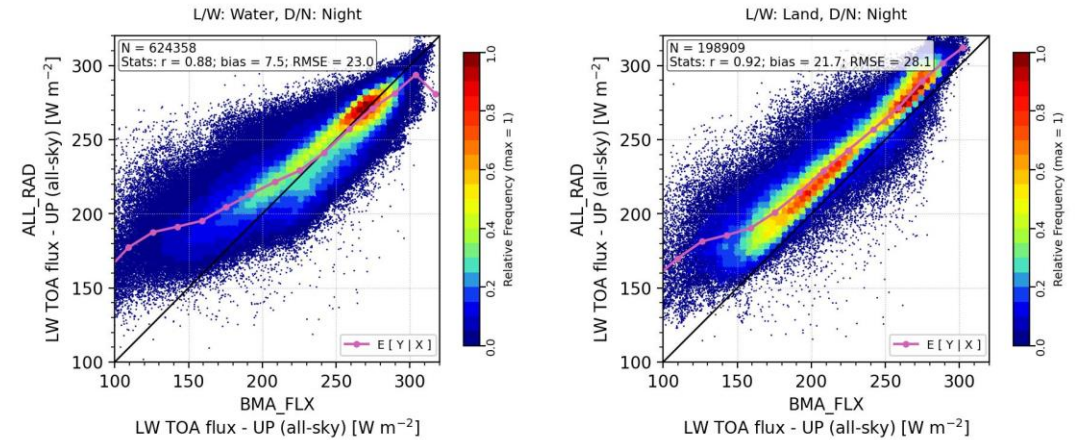 L/W: Water, D/N: Night
N = 624358
Stats: r = 0.88; bias = 7.5; RMSE = 23.0
ALL_RAD
LW TOA flux - UP (all-sky) [W m⁻²]
300
250
200
150
100
100 150 200 250 300
BMA_FLX
LW TOA flux - UP (all-sky) [W m⁻²]
E [ Y | X ]
1.0
0.8
0.6
0.4
0.2
0.0
Relative Frequency (max = 1)
L/W: Land, D/N: Night
N = 198909
Stats: r = 0.92; bias = 21.7; RMSE = 28.1
ALL_RAD
LW TOA flux - UP (all-sky) [W m⁻²]
300
250
200
150
100
100 150 200 250 300
BMA_FLX
LW TOA flux - UP (all-sky) [W m⁻²]
E [ Y | X ]
1.0
0.8
0.6
0.4
0.2
0.0
Relative Frequency (max = 1)